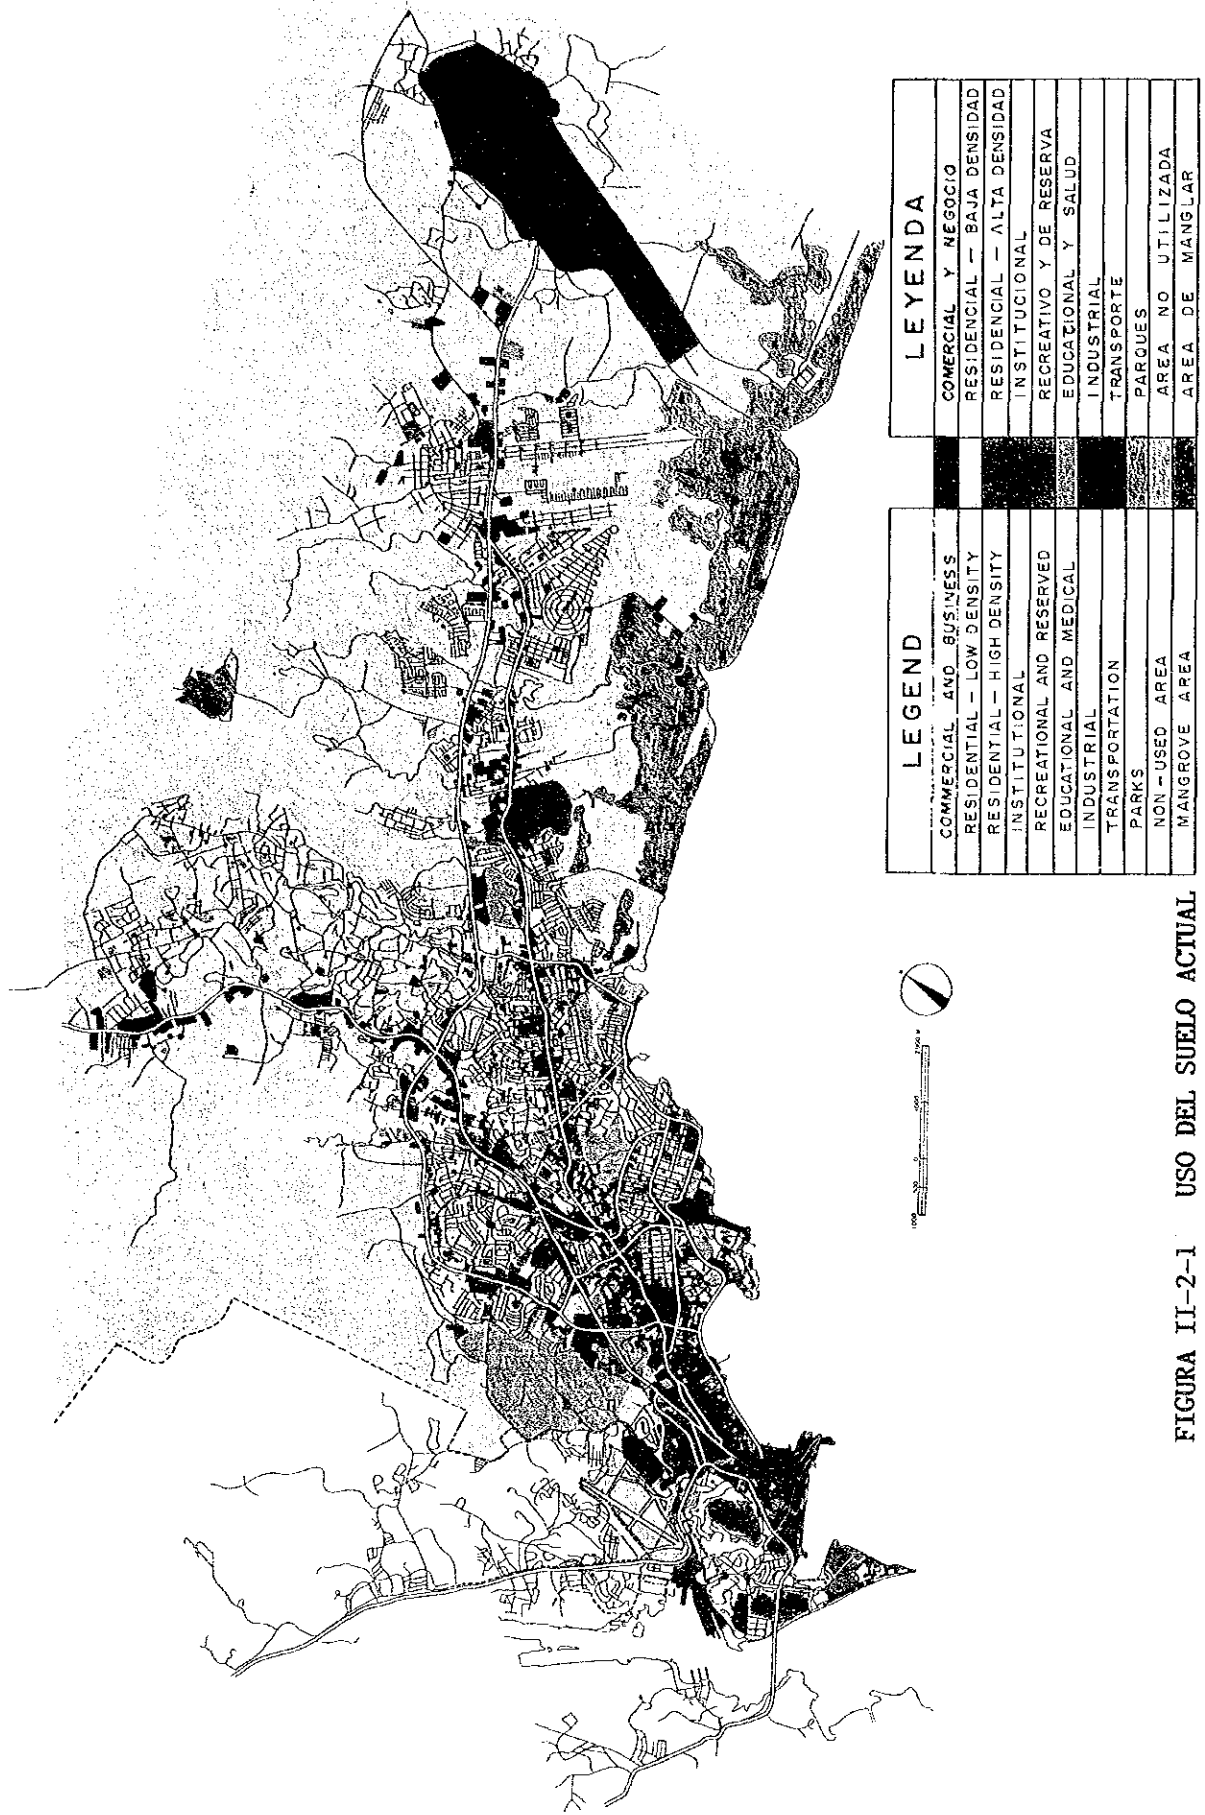 LEGEND
LEYENDA
COMMERCIAL AND BUSINESS
COMERCIAL Y NEGOCIO
RESIDENTIAL - LOW DENSITY
RESIDENCIAL - BAJA DENSIDAD
RESIDENTIAL - HIGH DENSITY
RESIDENCIAL - ALTA DENSIDAD
INSTITUTIONAL
INSTITUCIONAL
RECREATIONAL AND RESERVED
RECREATIVO Y DE RESERVA
EDUCATIONAL AND MEDICAL
EDUCATIONAL Y SALUD
INDUSTRIAL
INDUSTRIAL
TRANSPORTATION
TRANSPORTE
PARKS
PARQUES
NON-USED AREA
AREA NO UTILIZADA
MANGROVE AREA
AREA DE MANGLAR
FIGURA II-2-1 USO DEL SUELO ACTUAL